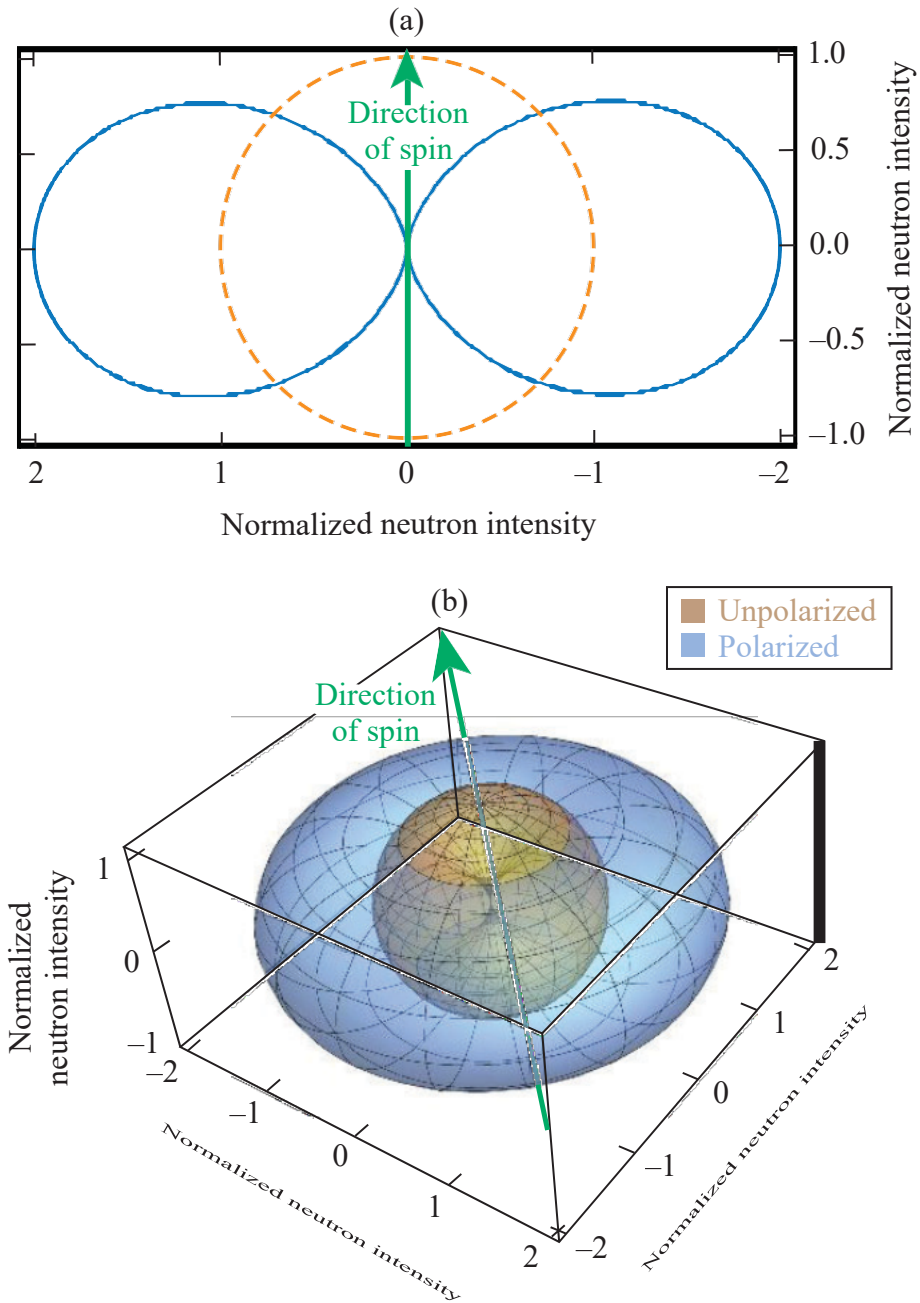 (a)
1.0
0.5
0.0
–0.5
–1.0
Normalized neutron intensity
Direction
of spin
2
1
0
–1
–2
Normalized neutron intensity
(b)
Unpolarized
Polarized
Direction
of spin
1
0
–1
Normalized
neutron intensity
–2
–1
0
1
2
Normalized neutron intensity
2
1
0
–1
–2
Normalized neutron intensity